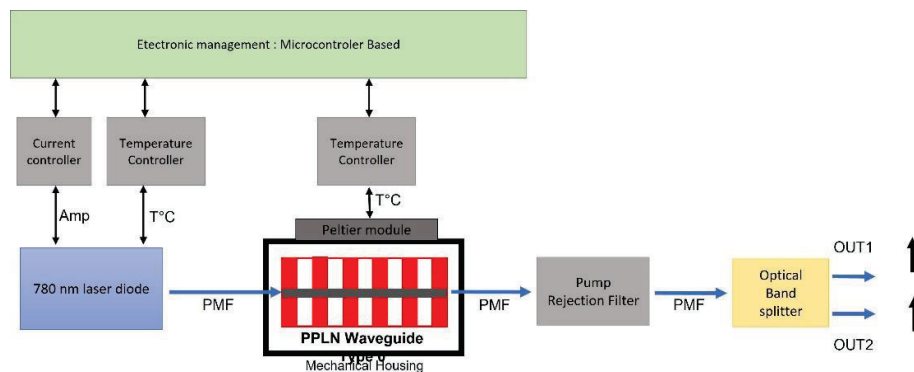 Etectronic management : Microcontroler Based
Current
controller
Temperature
Controller
Temperature
Controller
Amp
T°C
T°C
Peltier module
780 nm laser diode
PMF
PPLN Waveguide
Type 0
Mechanical Housing
PMF
Pump
Rejection Filter
PMF
Optical
Band
splitter
OUT1
OUT2